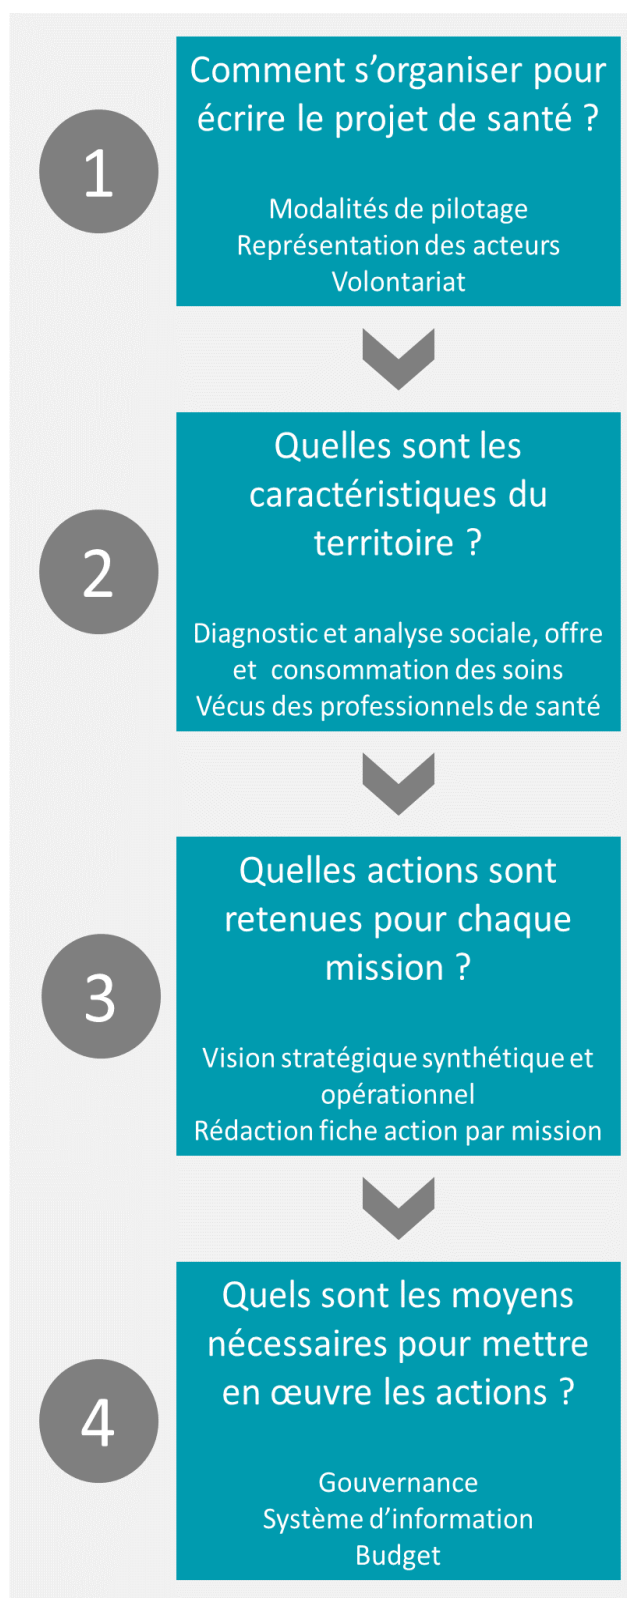 1
Comment s’organiser pour
écrire le projet de santé ?
Modalités de pilotage
Représentation des acteurs
Volontariat
2
Quelles sont les
caractéristiques du
territoire ?
Diagnostic et analyse sociale, offre
et  consommation des soins
Vécus des professionnels de santé
3
Quelles actions sont
retenues pour chaque
mission ?
Vision stratégique synthétique et
opérationnel
Rédaction fiche action par mission
4
Quels sont les moyens
nécessaires pour mettre
en œuvre les actions ?
Gouvernance
Système d’information
Budget